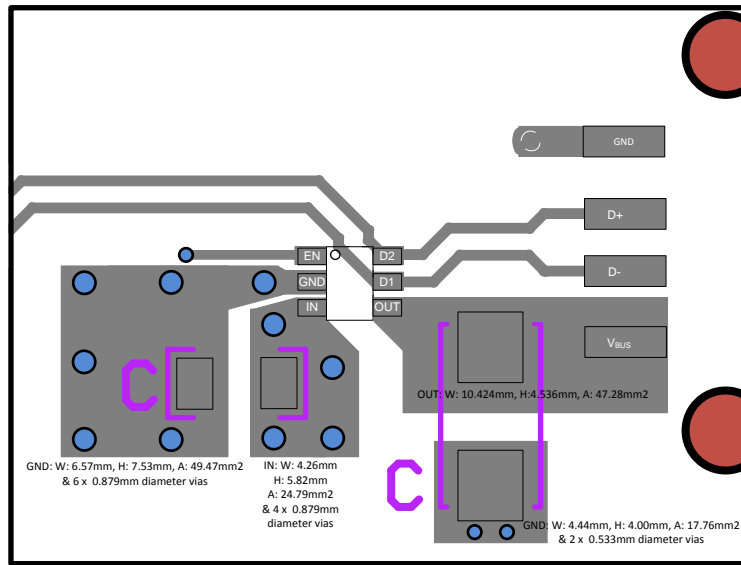 GND
D+
EN
D2
D-
GND
D1
IN
OUT
VBUS
OUT: W: 10.424mm, H:4.536mm, A: 47.28mm2
GND: W: 6.57mm, H: 7.53mm, A: 49.47mm2
& 6 x 0.879mm diameter vias
IN: W: 4.26mm
H: 5.82mm
A: 24.79mm2
& 4 x 0.879mm
diameter vias
GND: W: 4.44mm, H: 4.00mm, A: 17.76mm2
& 2 x 0.533mm diameter vias